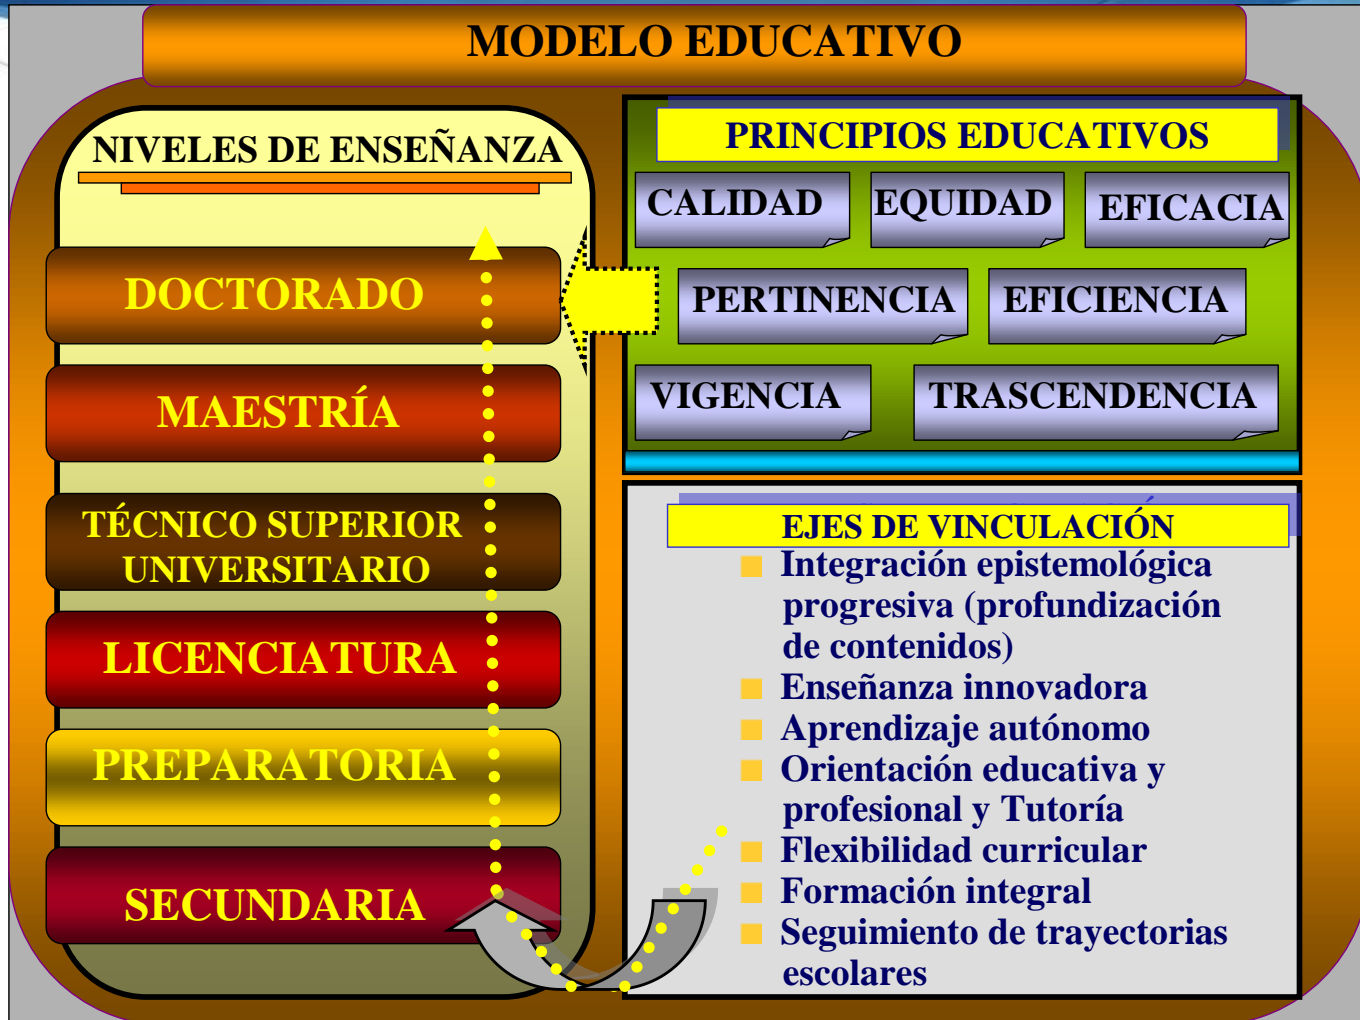 MODELO EDUCATIVO
NIVELES DE ENSEÑANZA
DOCTORADO
MAESTRÍA
TÉCNICO SUPERIOR
UNIVERSITARIO
LICENCIATURA
PREPARATORIA
SECUNDARIA
PRINCIPIOS EDUCATIVOS
CALIDAD
EQUIDAD
EFICACIA
PERTINENCIA
EFICIENCIA
VIGENCIA
TRASCENDENCIA
EJES DE VINCULACIÓN
Integración epistemológica
progresiva (profundización
de contenidos)
Enseñanza innovadora
Aprendizaje autónomo
Orientación educativa y
profesional y Tutoría
Flexibilidad curricular
Formación integral
Seguimiento de trayectorias
escolares